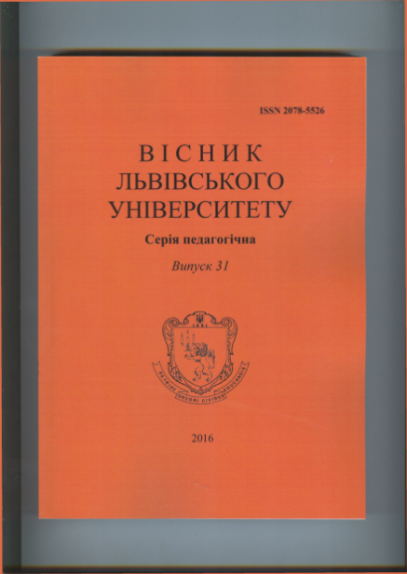 ISSN 2078-5526
ВІСНИК
ЛЬВІВСЬКОГО
УНІВЕРСИТЕТУ
Серія педагогічна
Випуск 31
2016